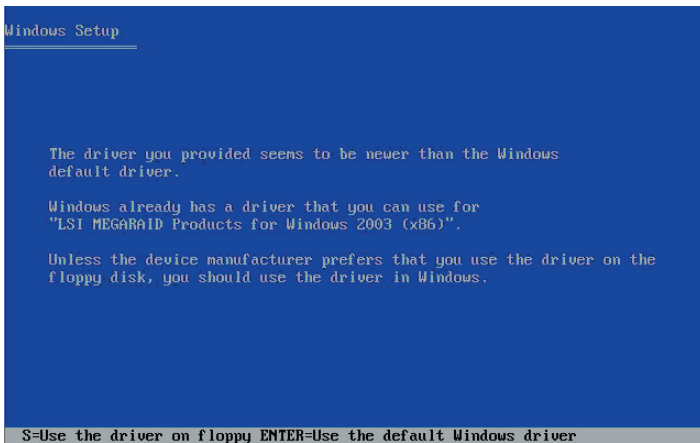 Windows Setup
The driver you provided seems to be newer than the Windows
default driver.
Windows already has a driver that you can use for
"LSI MEGARAID Products for Windows 2003 (x86)".
Unless the device manufacturer prefers that you use the driver on the
floppy disk, you should use the driver in Windows.
S=Use the driver on floppy ENTER=Use the default Windows driver